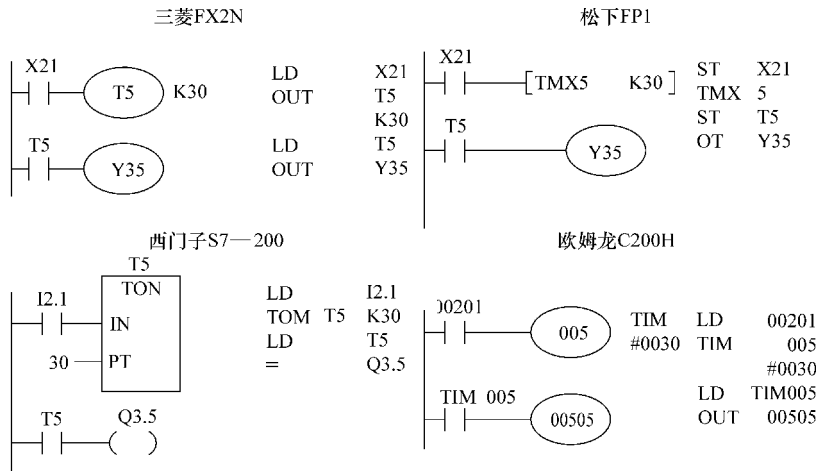 三菱FX2N
X21
T5 K30
T5
Y35
LD X21
OUT T5
K30
LD T5
OUT Y35
松下FP1
X21
TMX5 K30
T5
Y35
ST X21
TMX 5
ST T5
OT Y35
西门子S7—200
T5
TON
I2.1
IN
30 PT
T5 Q3.5
LD I2.1
TOM T5 K30
LD T5
= Q3.5
欧姆龙C200H
00201
005
TIM
#0030
TIM 005
00505
LD 00201
TIM 005
#0030
LD TIM005
OUT 00505